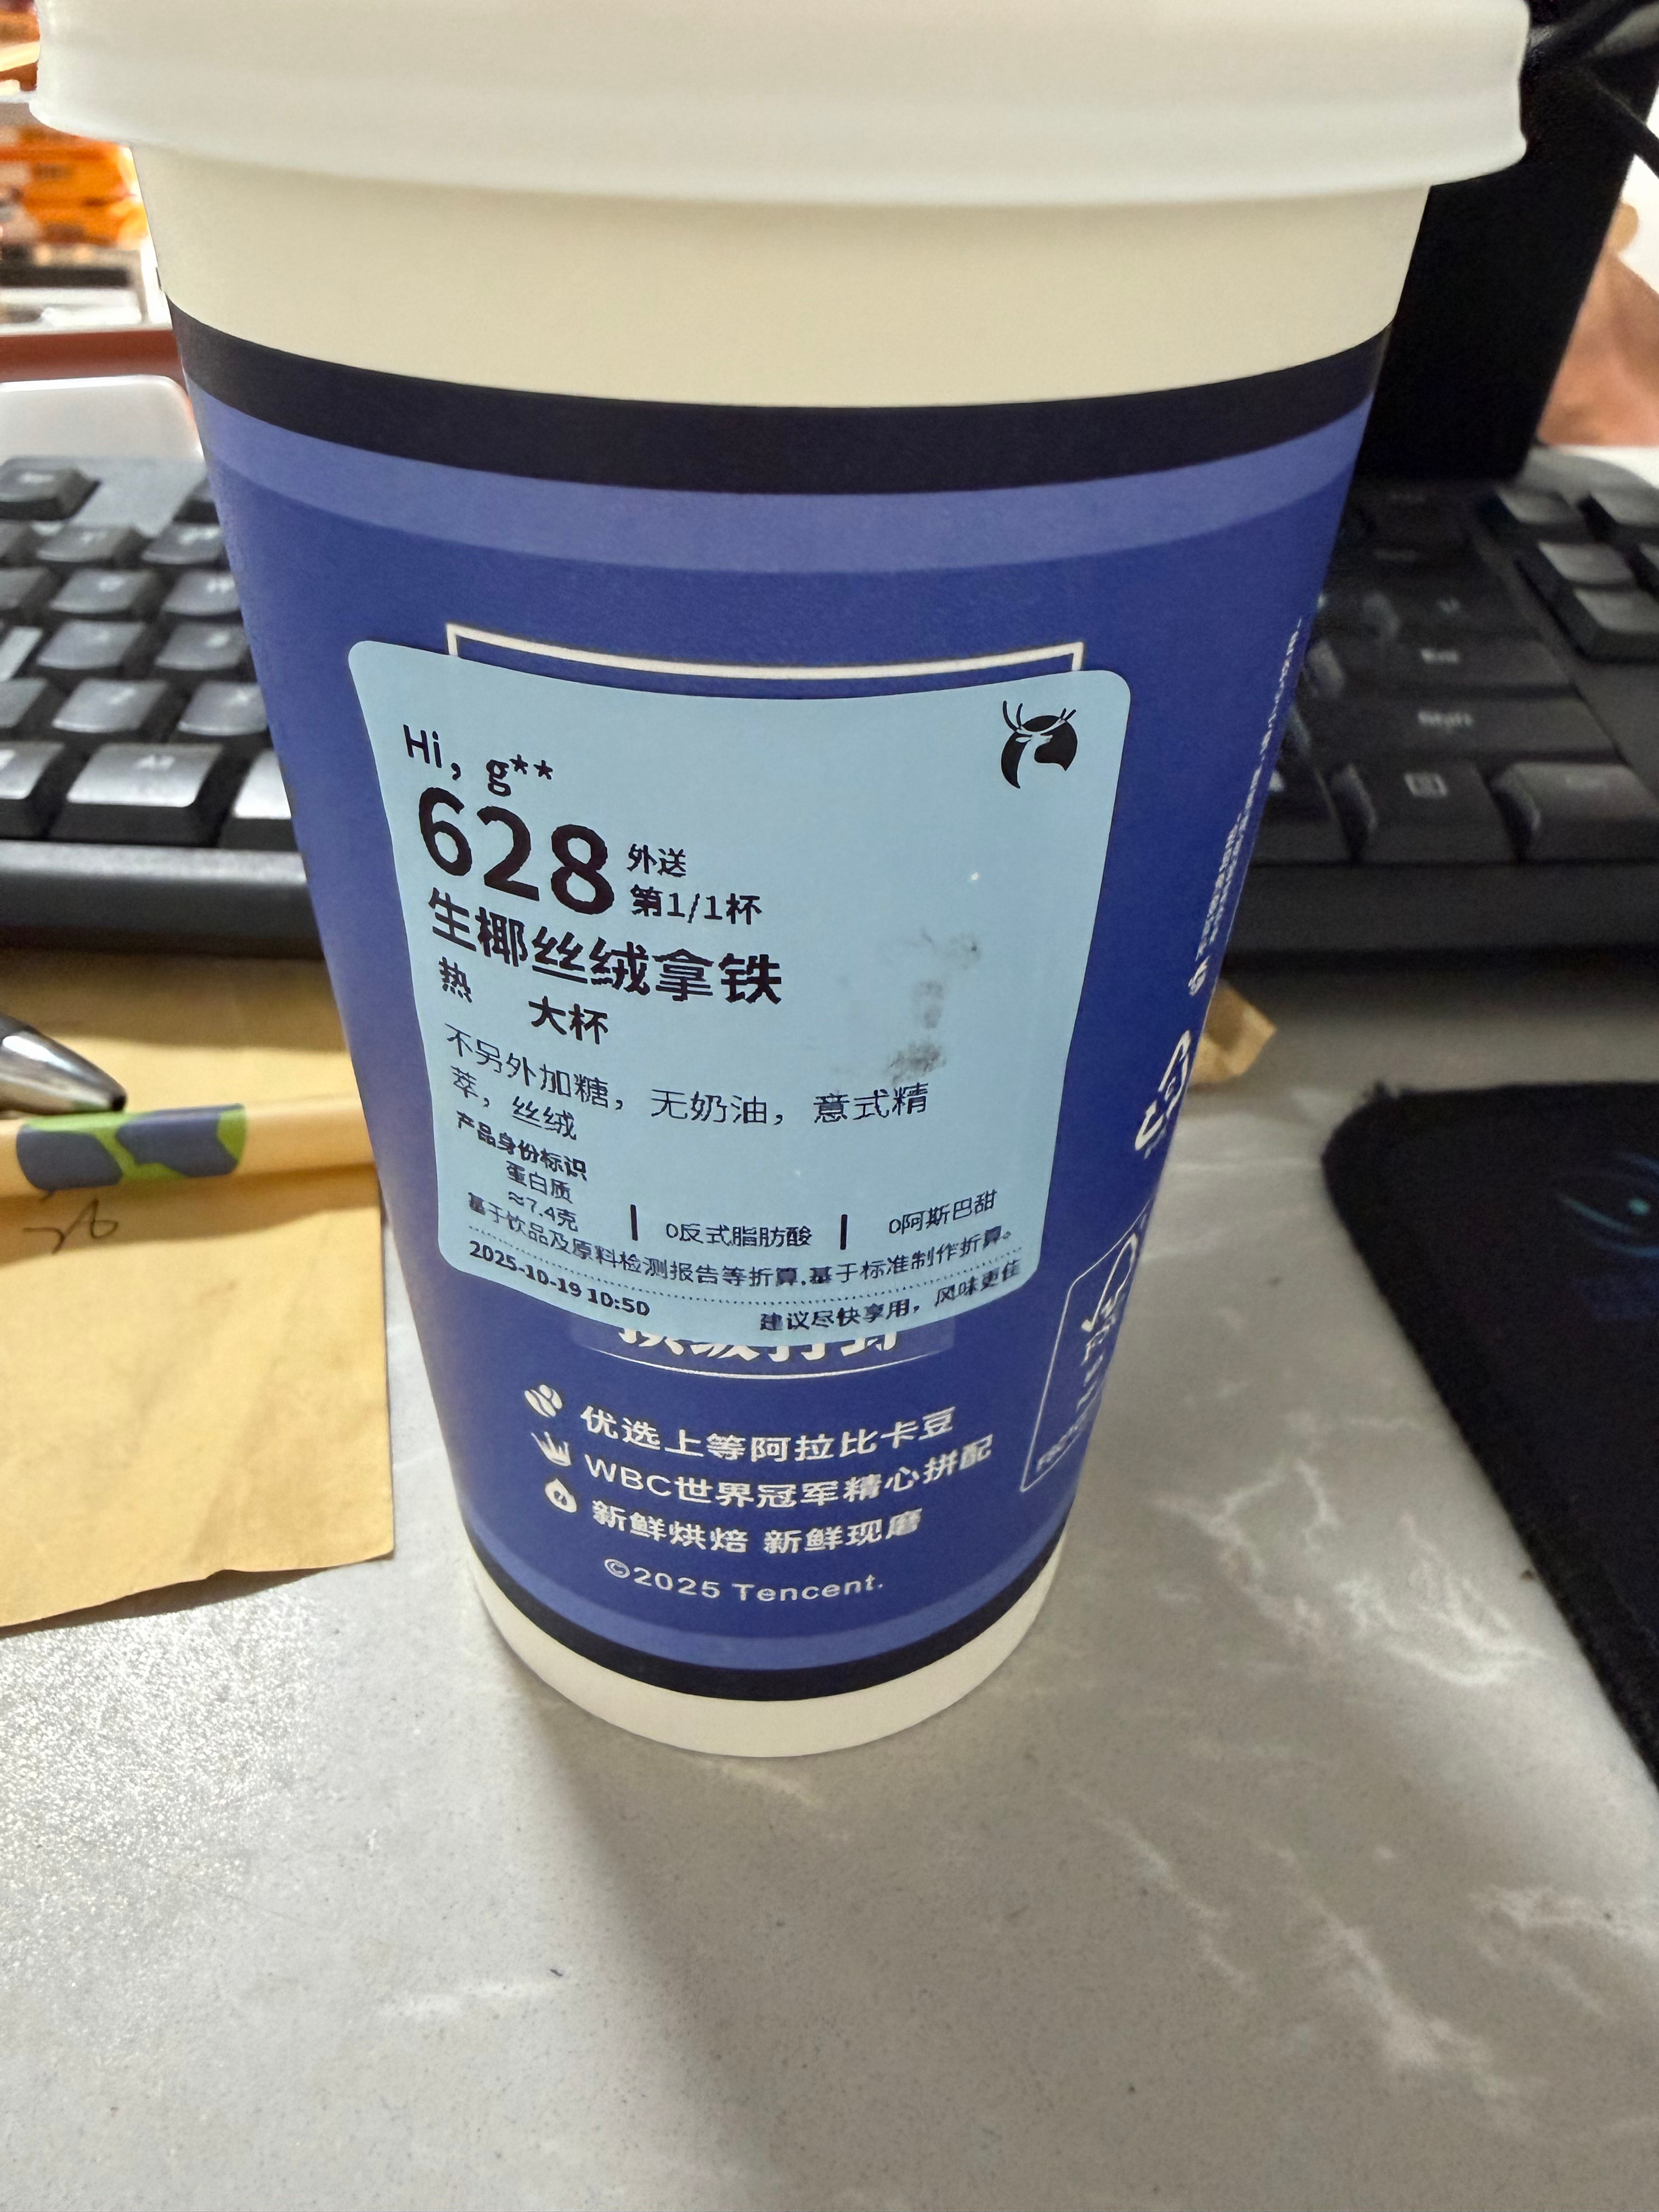 Hi, g**
628 外送
第1/1杯
生椰丝绒拿铁
热 大杯
不另外加糖, 无奶油, 意式精
萃, 丝绒
产品身份标识
蛋白质
≈7.4克 | 0反式脂肪酸 | 0阿斯巴甜
基于饮品及原料检测报告等折算,基于标准制作折算。
2025-10-19 10:50 建议尽快享用, 风味更佳
优选上等阿拉比卡豆
WBC世界冠军精心拼配
新鲜烘焙 新鲜现磨
©2025 Tencent.